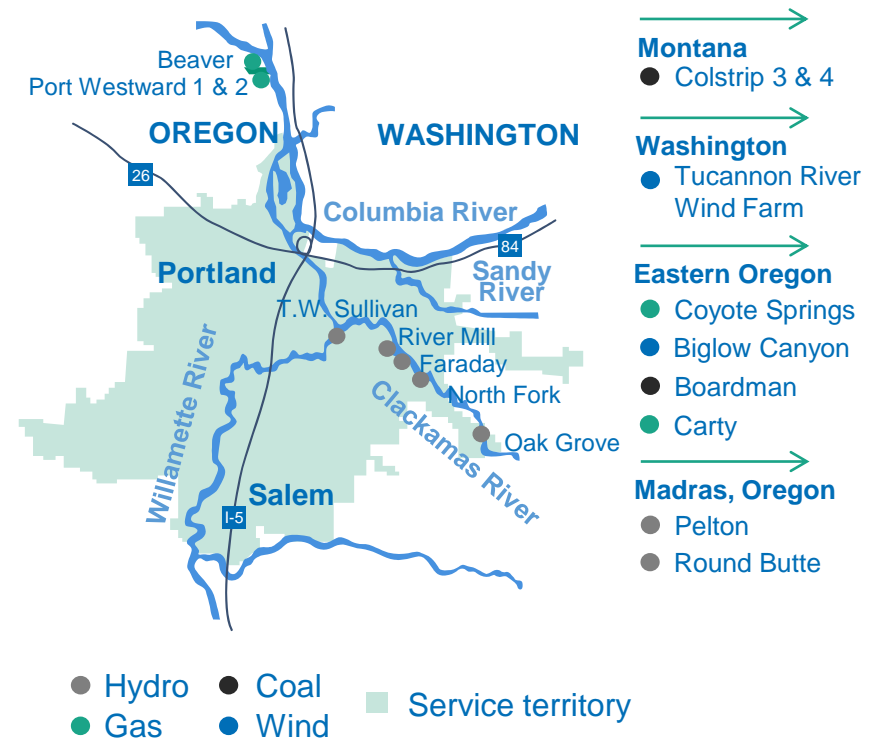 Beaver
Port Westward 1 & 2
OREGON
WASHINGTON
26
Columbia River
84
Portland
Sandy
River
T.W. Sullivan
River Mill
Faraday
North Fork
Willamette River
Clackamas River
Oak Grove
Salem
I-5
Montana
Colstrip 3 & 4
Washington
Tucannon River
Wind Farm
Eastern Oregon
Coyote Springs
Biglow Canyon
Boardman
Carty
Madras, Oregon
Pelton
Round Butte
Hydro
Coal
Gas
Wind
Service territory